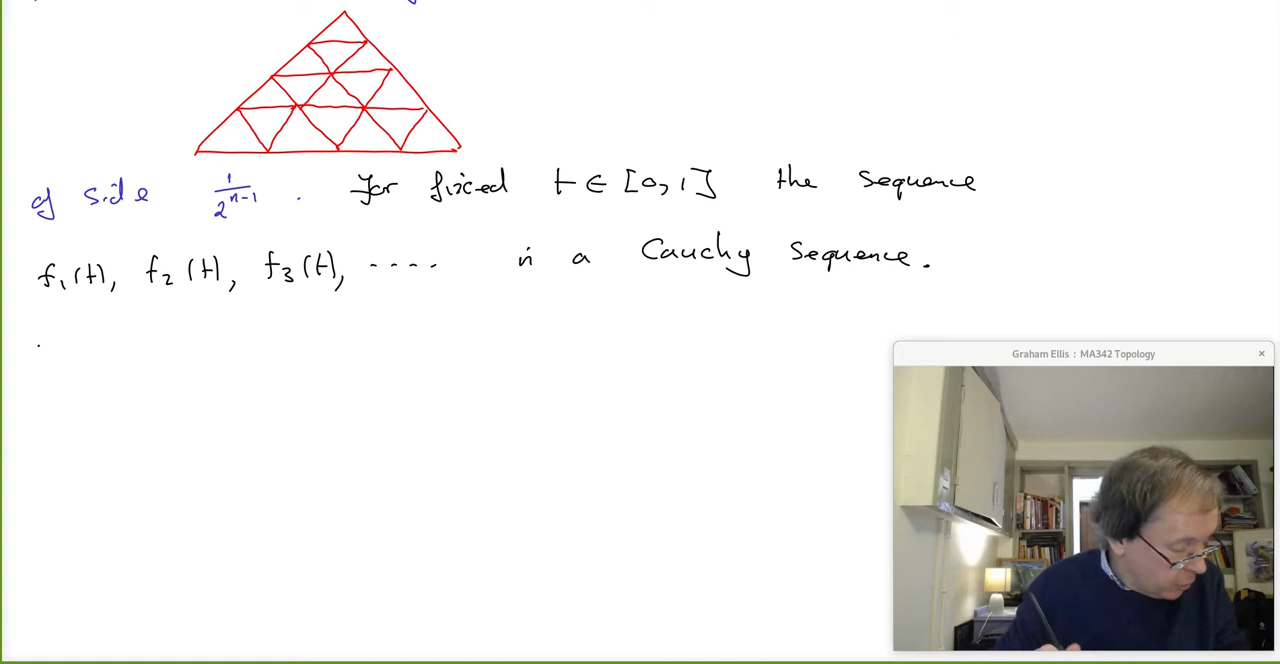 of side 1/2^{n-1} . For fixed t ∈ [0,1] the sequence
f₁(t), f₂(t), f₃(t), .... is a Cauchy Sequence.
Graham Ellis : MA342 Topology